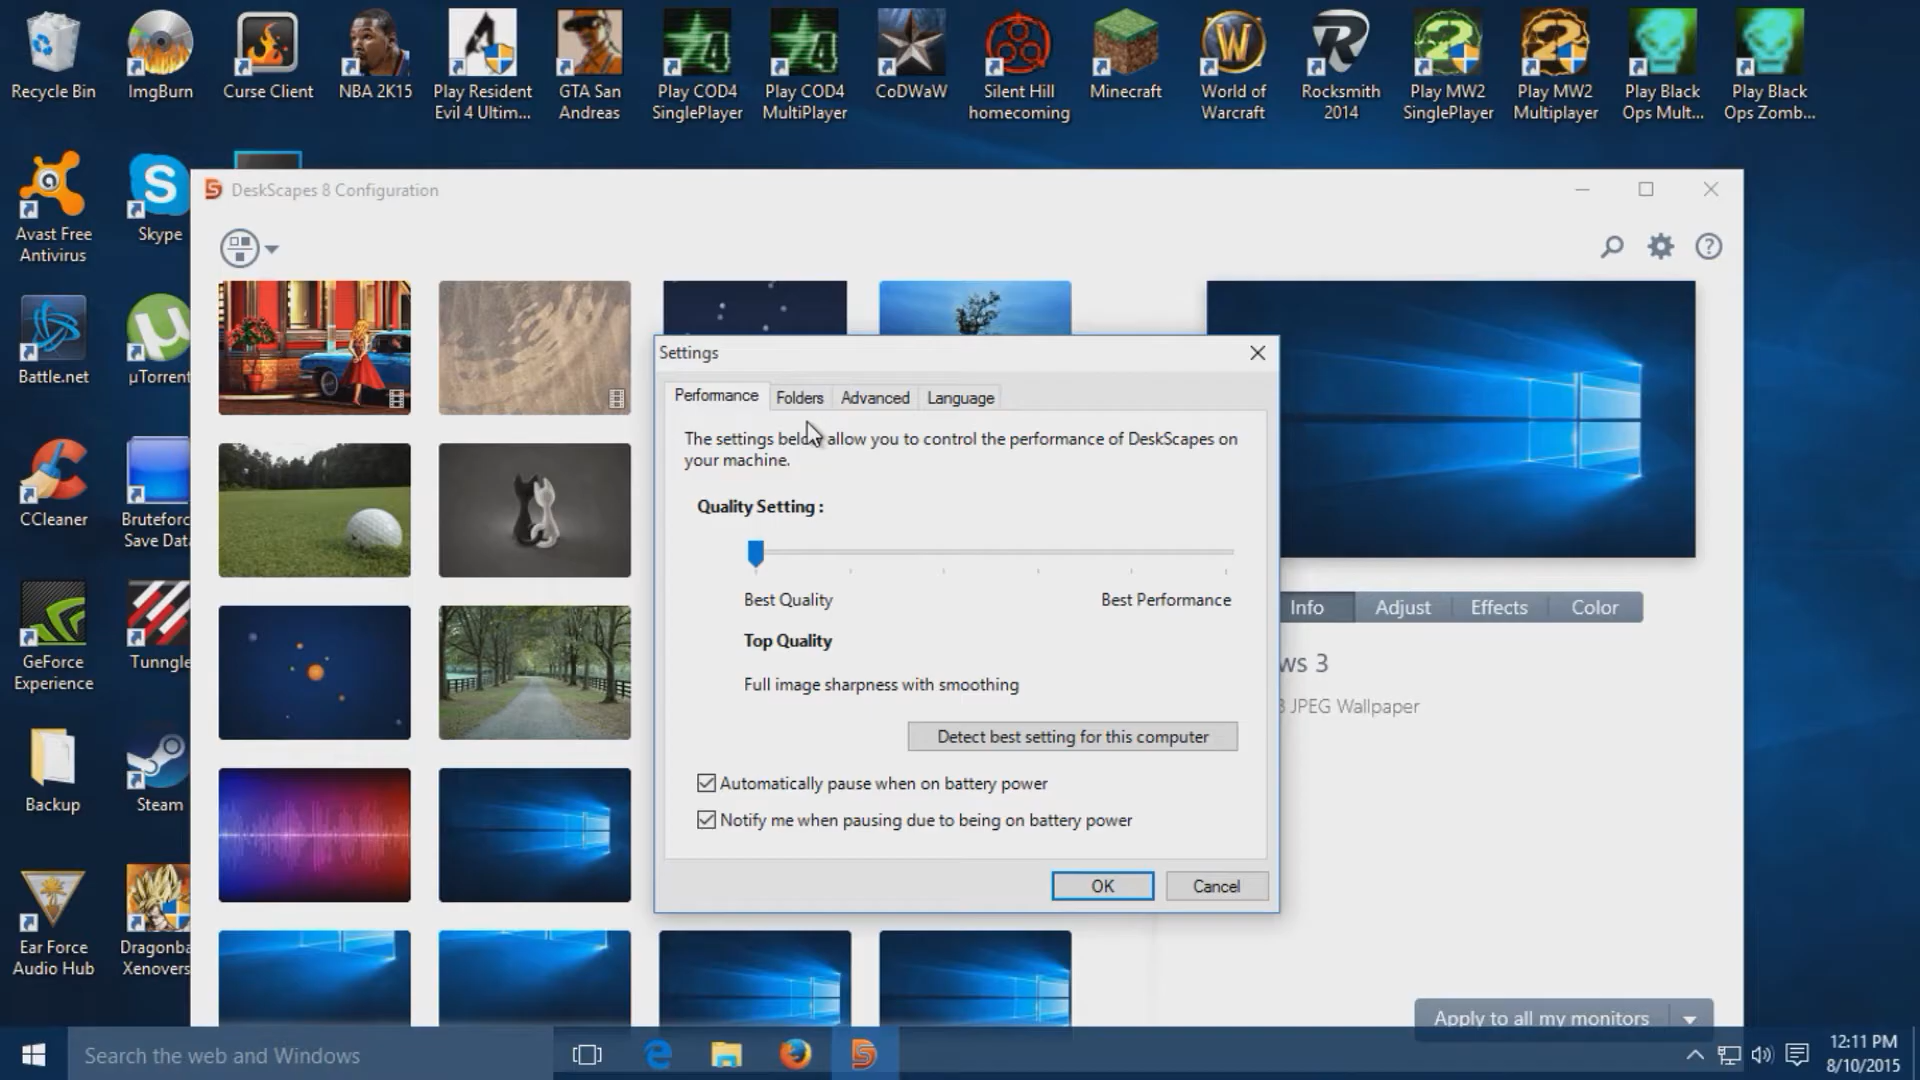 Recycle Bin
ImgBurn
Curse Client
NBA 2K15
Play Resident
Evil 4 Ultim...
GTA San
Andreas
Play COD4
SinglePlayer
Play COD4
MultiPlayer
CoDWaW
Silent Hill
homecoming
Minecraft
World of
Warcraft
Rocksmith
2014
Play MW2
SinglePlayer
Play MW2
Multiplayer
Play Black
Ops Mult...
Play Black
Ops Zomb...
Avast Free
Antivirus
Skype
Battle.net
µTorrent
CCleaner
Bruteforc
Save Dat
GeForce
Experience
Tunngle
Backup
Steam
Ear Force
Audio Hub
Dragonba
Xenovers
DeskScapes 8 Configuration
Settings
Performance
Folders
Advanced
Language
The settings below allow you to control the performance of DeskScapes on
your machine.
Quality Setting :
Best Quality
Best Performance
Top Quality
Full image sharpness with smoothing
Detect best setting for this computer
Automatically pause when on battery power
Notify me when pausing due to being on battery power
OK
Cancel
Info
Adjust
Effects
Color
ws 3
JPEG Wallpaper
Apply to all my monitors
Search the web and Windows
12:11 PM
8/10/2015